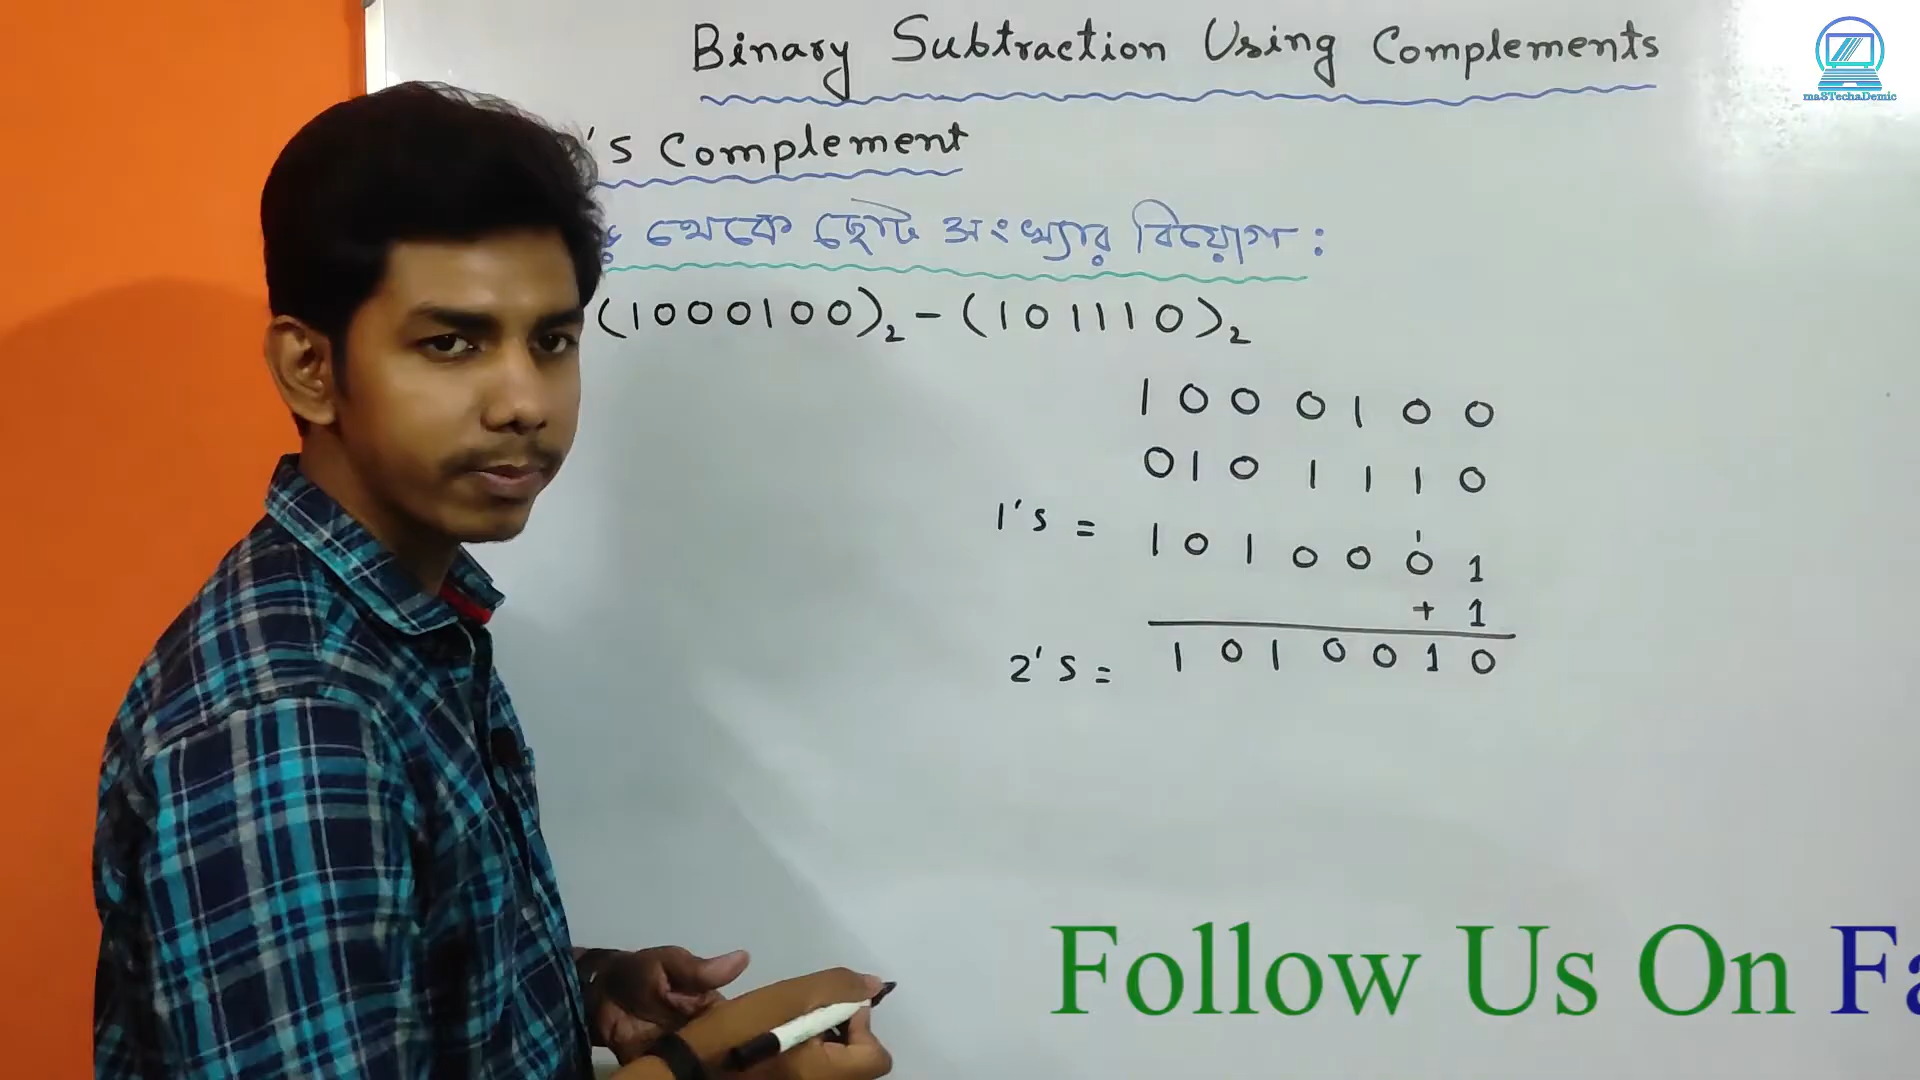 Binary Subtraction Using Complements
maSTechaDemic
's Complement
থেকে ছোট সংখ্যার বিয়োগ :
(1000100)₂ - (101110)₂
1 0 0 0 1 0 0
0 1 0 1 1 1 0
1
1's = 1 0 1 0 0 0 1
+ 1
2's = 1 0 1 0 0 1 0
Follow Us On Fa